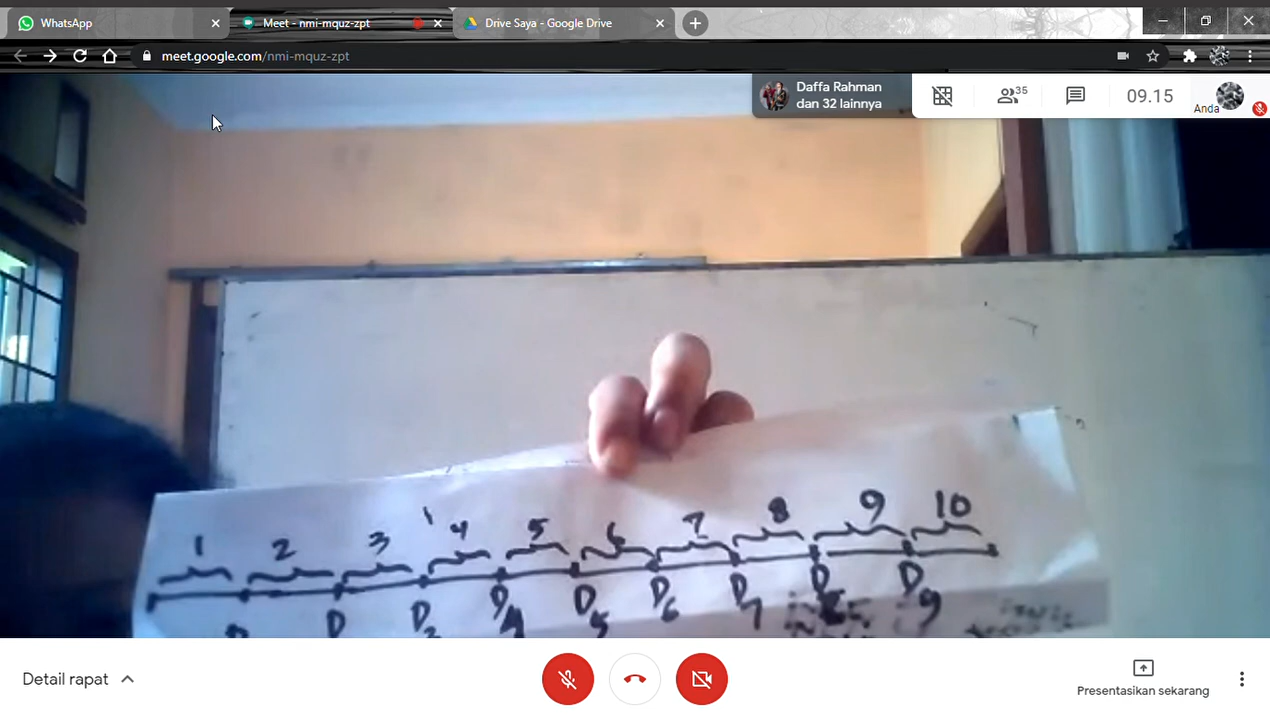 WhatsApp
Meet - nmi-mquz-zpt
Drive Saya - Google Drive
meet.google.com/nmi-mquz-zpt
Daffa Rahman
dan 32 lainnya
35
09.15
Anda
1 2 3 4 5 6 7 8 9 10
D D D4 D5 D6 D7 D8 D9
Detail rapat
Presentasikan sekarang